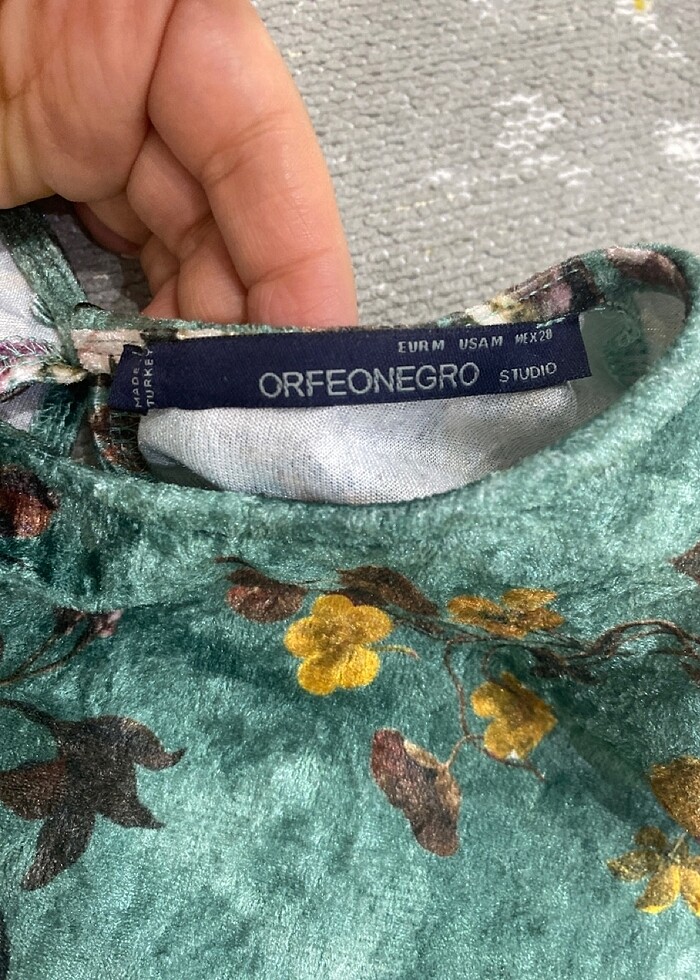 EUR M USA M MEX 28
ORFEONEGRO STUDIO
MADE IN
TURKEY